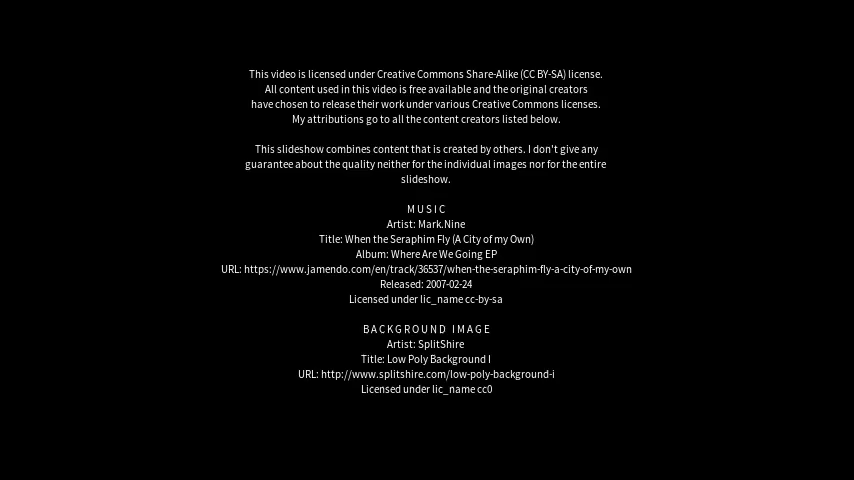 This video is licensed under Creative Commons Share-Alike (CC BY-SA) license.
All content used in this video is free available and the original creators
have chosen to release their work under various Creative Commons licenses.
My attributions go to all the content creators listed below.
This slideshow combines content that is created by others. I don't give any
guarantee about the quality neither for the individual images nor for the entire
slideshow.
MUSIC
Artist: Mark.Nine
Title: When the Seraphim Fly (A City of my Own)
Album: Where Are We Going EP
URL: https://www.jamendo.com/en/track/36537/when-the-seraphim-fly-a-city-of-my-own
Released: 2007-02-24
Licensed under lic_name cc-by-sa
BACKGROUND IMAGE
Artist: SplitShire
Title: Low Poly Background I
URL: http://www.splitshire.com/low-poly-background-i
Licensed under lic_name cc0